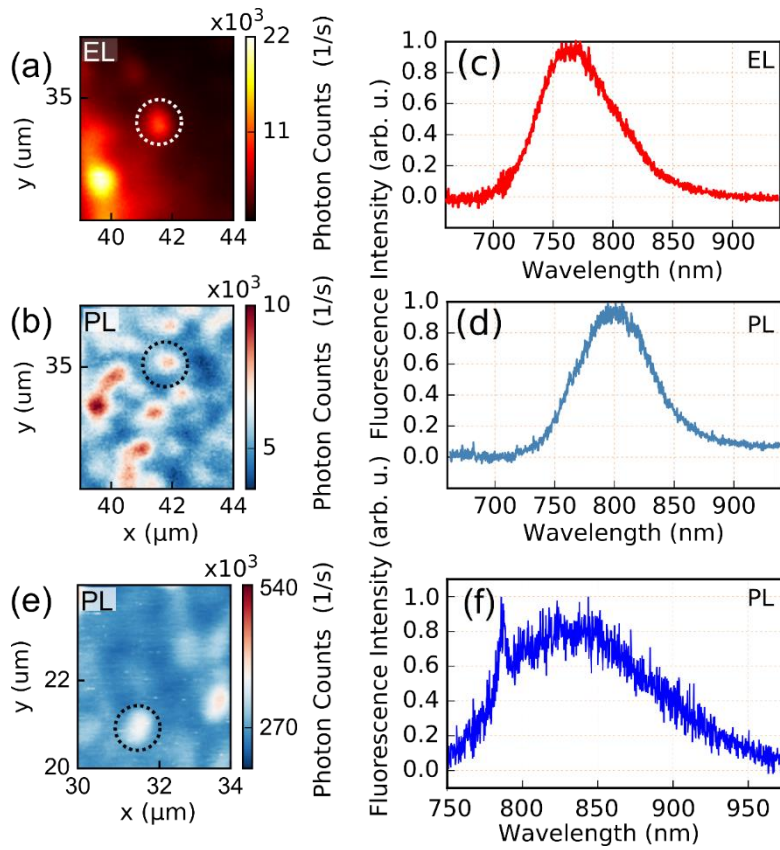 (a)
EL
x10³
22
11
4
Photon Counts (1/s)
35
y (um)
40 42 44
(c)
EL
1.0
0.8
0.6
0.4
0.2
0.0
Fluorescence Intensity (arb. u.)
700 750 800 850 900
Wavelength (nm)
(b)
PL
x10³
10
5
Photon Counts (1/s)
35
y (um)
40 42 44
x (μm)
(d)
PL
1.0
0.8
0.6
0.4
0.2
0.0
Fluorescence Intensity (arb. u.)
700 750 800 850 900
Wavelength (nm)
(e)
PL
x10³
540
270
Photon Counts (1/s)
22
20
y (um)
30 32 34
x (μm)
(f)
PL
1.0
0.8
0.6
0.4
0.2
0.0
Fluorescence Intensity (arb. u.)
750 800 850 900 950
Wavelength (nm)